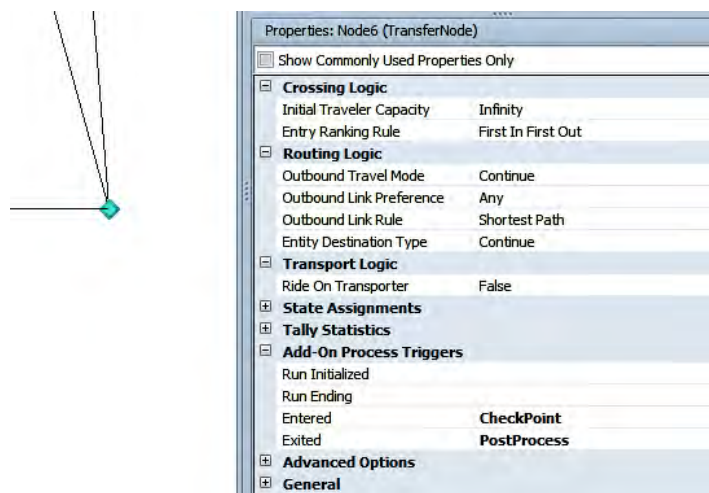 Properties: Node6 (TransferNode)
Show Commonly Used Properties Only
Crossing Logic
Initial Traveler Capacity Infinity
Entry Ranking Rule First In First Out
Routing Logic
Outbound Travel Mode Continue
Outbound Link Preference Any
Outbound Link Rule Shortest Path
Entity Destination Type Continue
Transport Logic
Ride On Transporter False
State Assignments
Tally Statistics
Add-On Process Triggers
Run Initialized
Run Ending
Entered CheckPoint
Exited PostProcess
Advanced Options
General